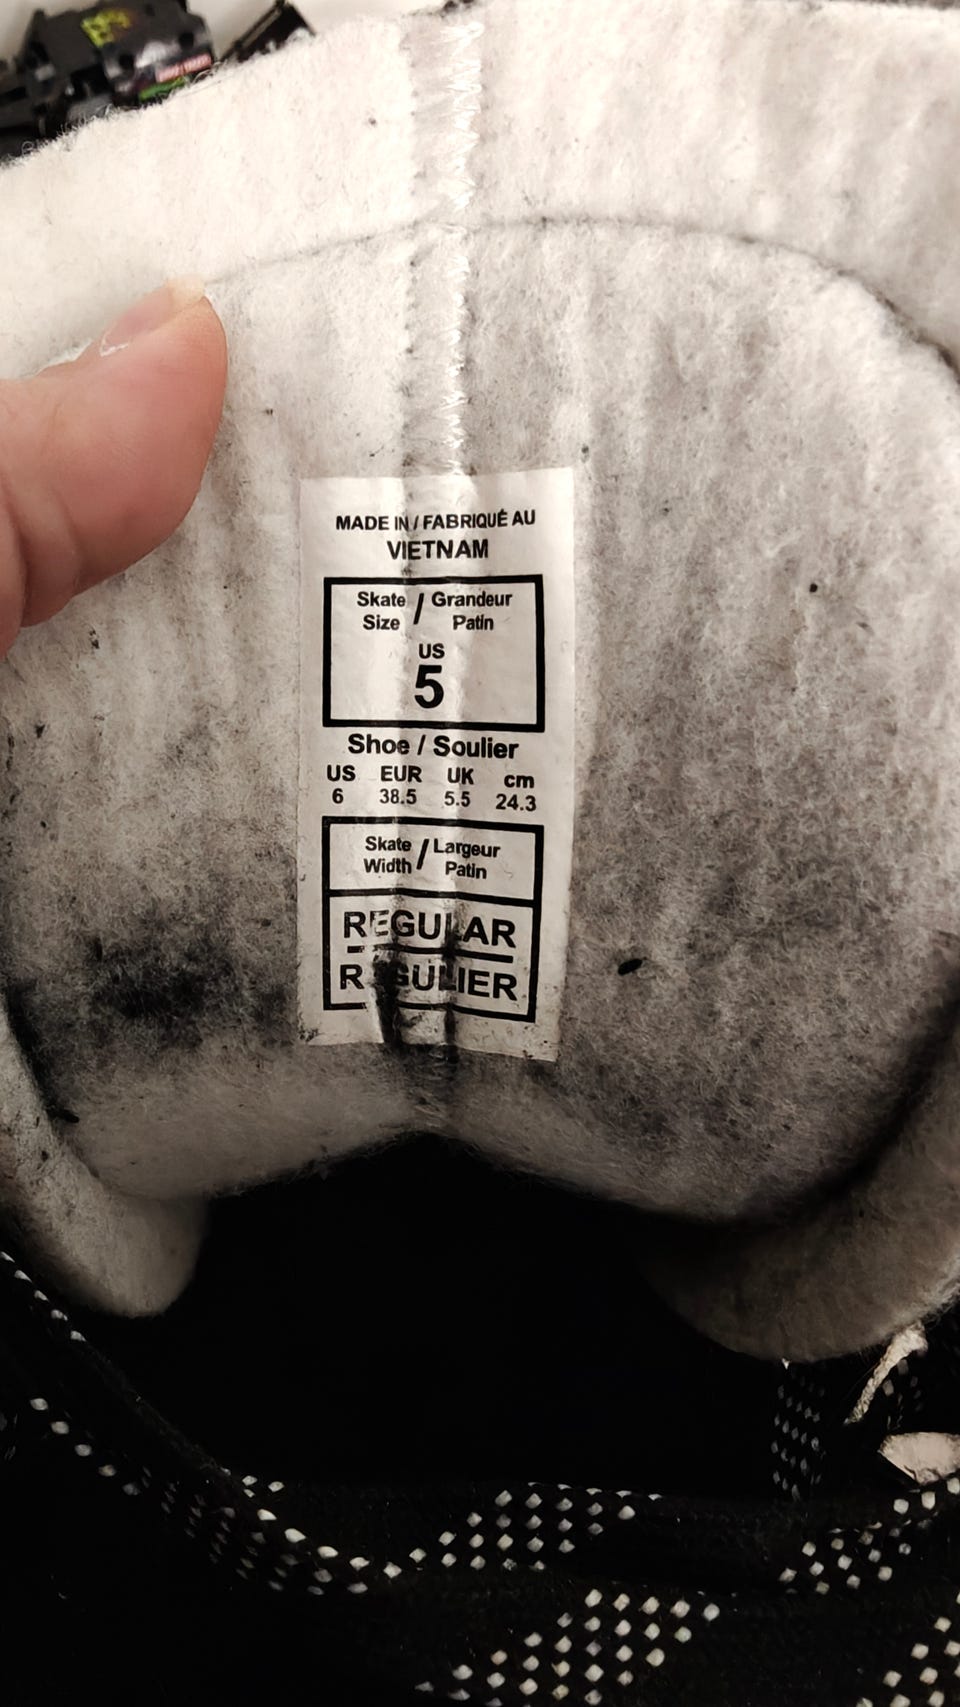 MADE IN / FABRIQUÉ AU
VIETNAM
Skate / Grandeur
Size Patin
US
5
Shoe / Soulier
US EUR UK cm
6 38.5 5.5 24.3
Skate / Largeur
Width Patin
REGULAR
RÉGULIER